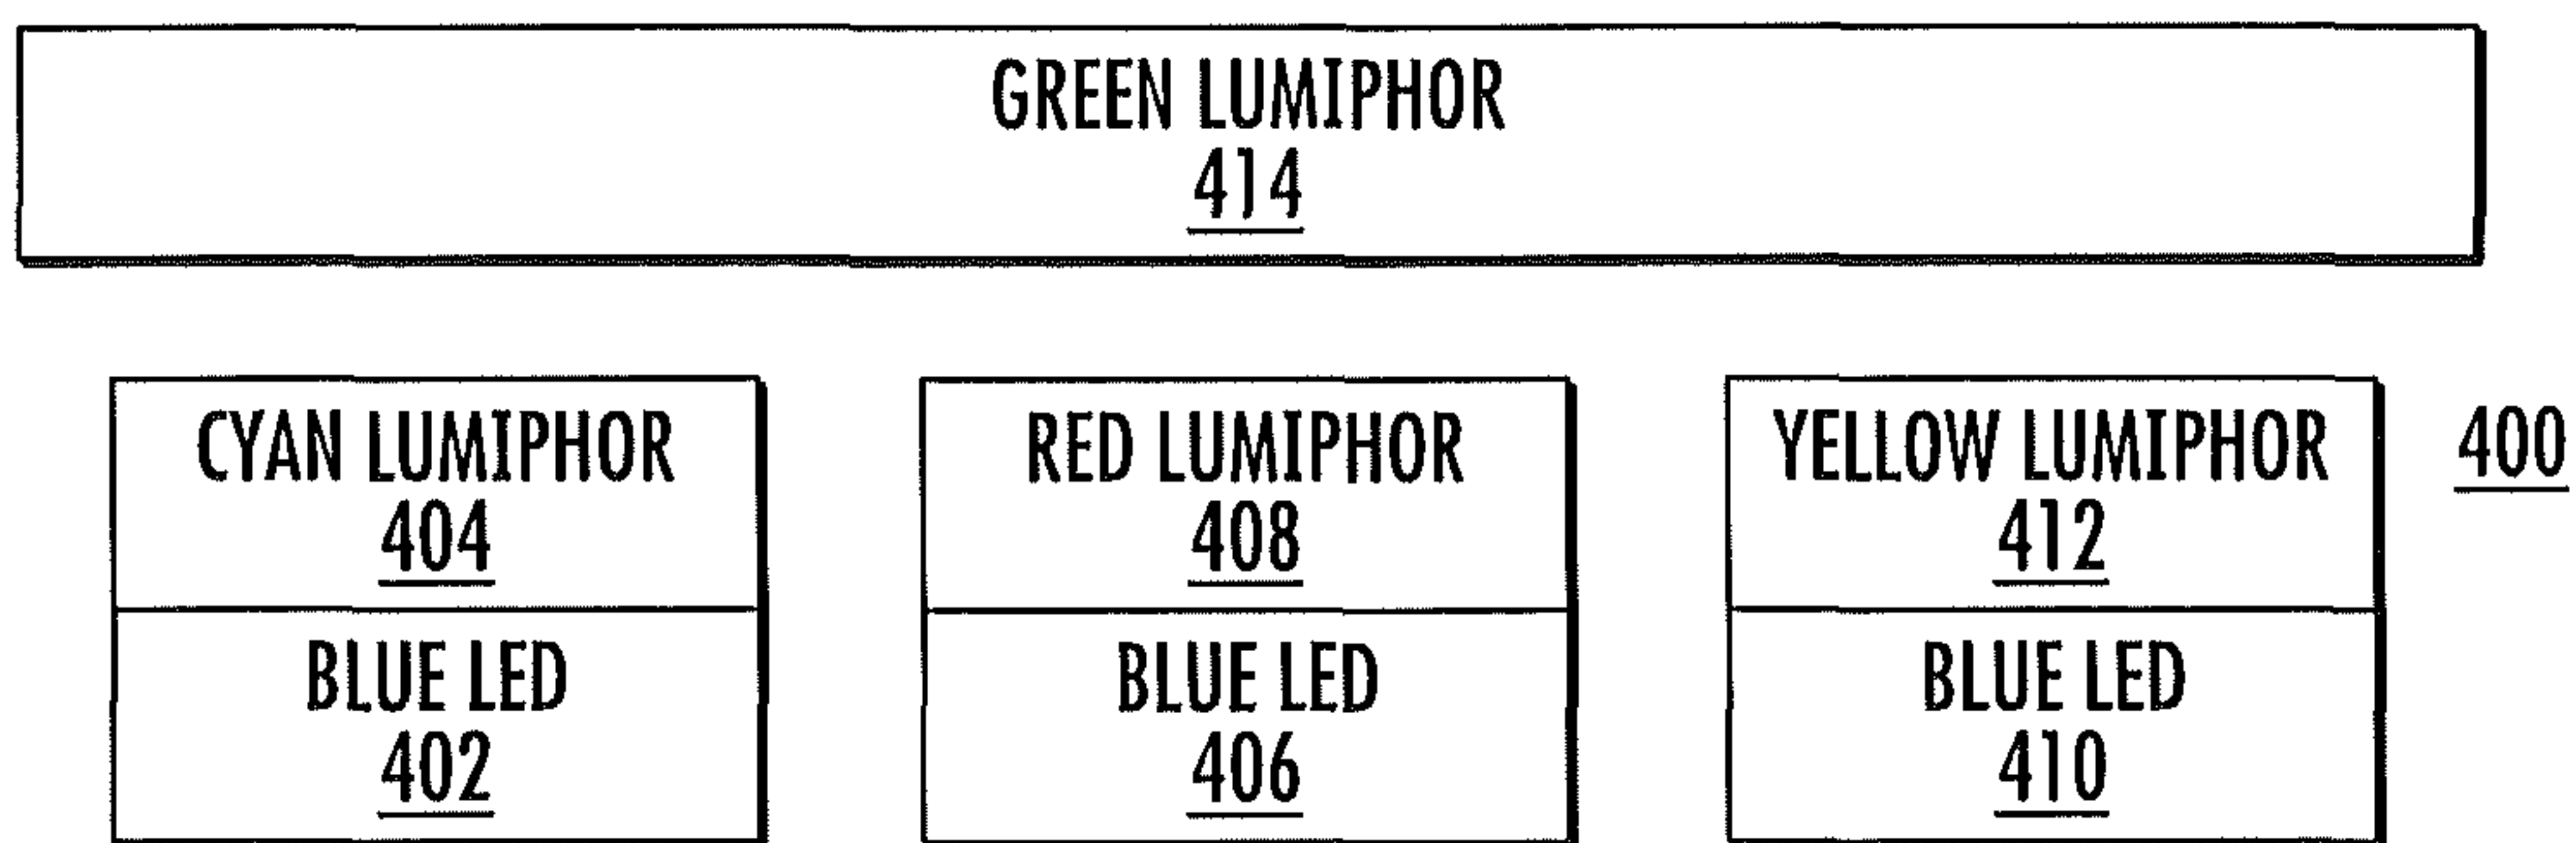 GREEN LUMIPHOR
414
CYAN LUMIPHOR
404
BLUE LED
402
RED LUMIPHOR
408
BLUE LED
406
YELLOW LUMIPHOR
412
BLUE LED
410
400